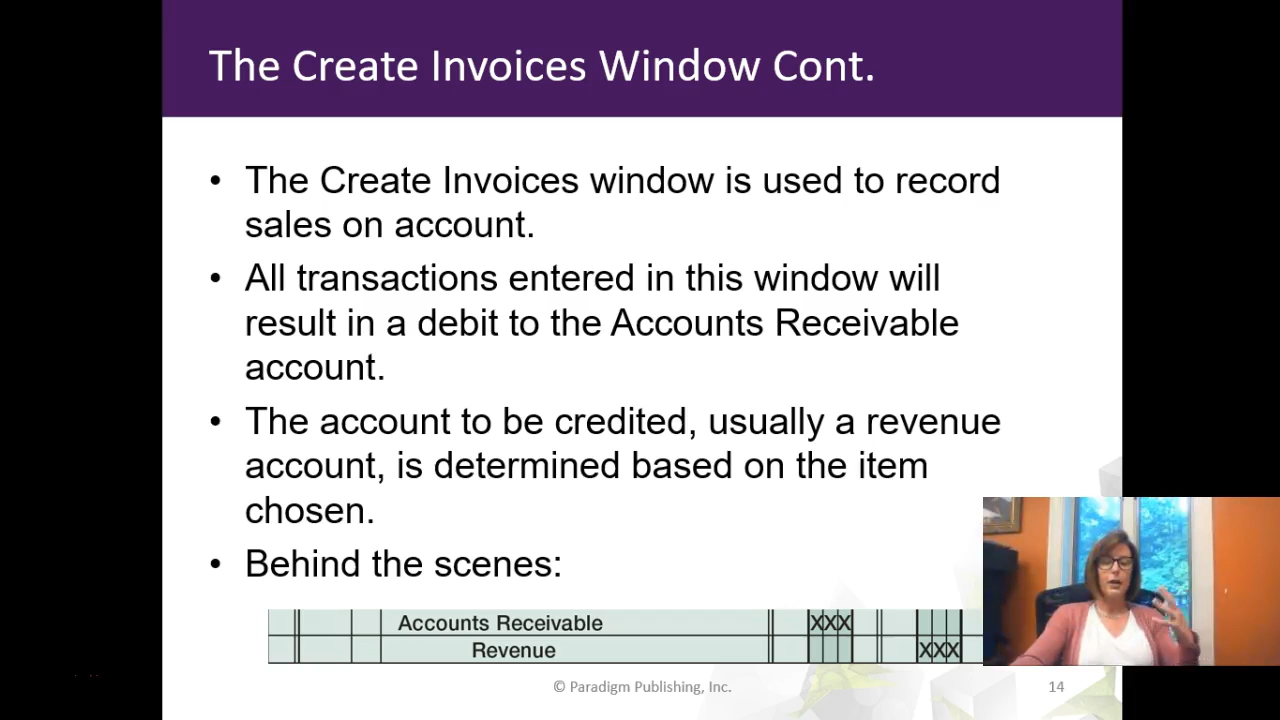 The Create Invoices Window Cont.
• The Create Invoices window is used to record
sales on account.
• All transactions entered in this window will
result in a debit to the Accounts Receivable
account.
• The account to be credited, usually a revenue
account, is determined based on the item
chosen.
• Behind the scenes:
Accounts Receivable XXX
Revenue XXX
© Paradigm Publishing, Inc. 14